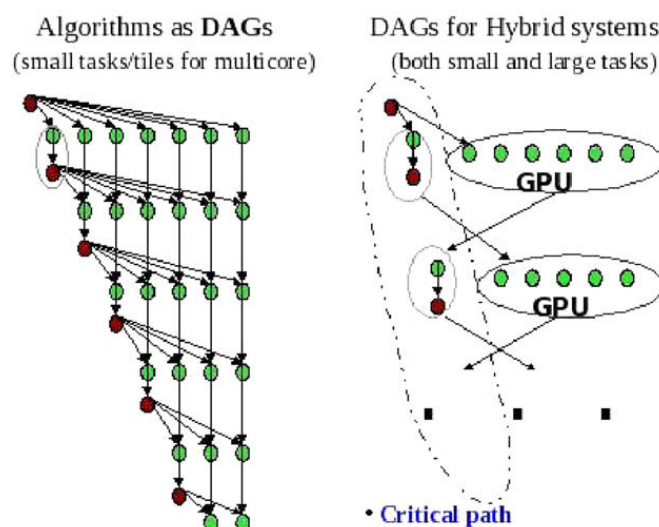 Algorithms as DAGs
(small tasks/tiles for multicore)
DAGs for Hybrid systems
(both small and large tasks)
GPU
GPU
• Critical path